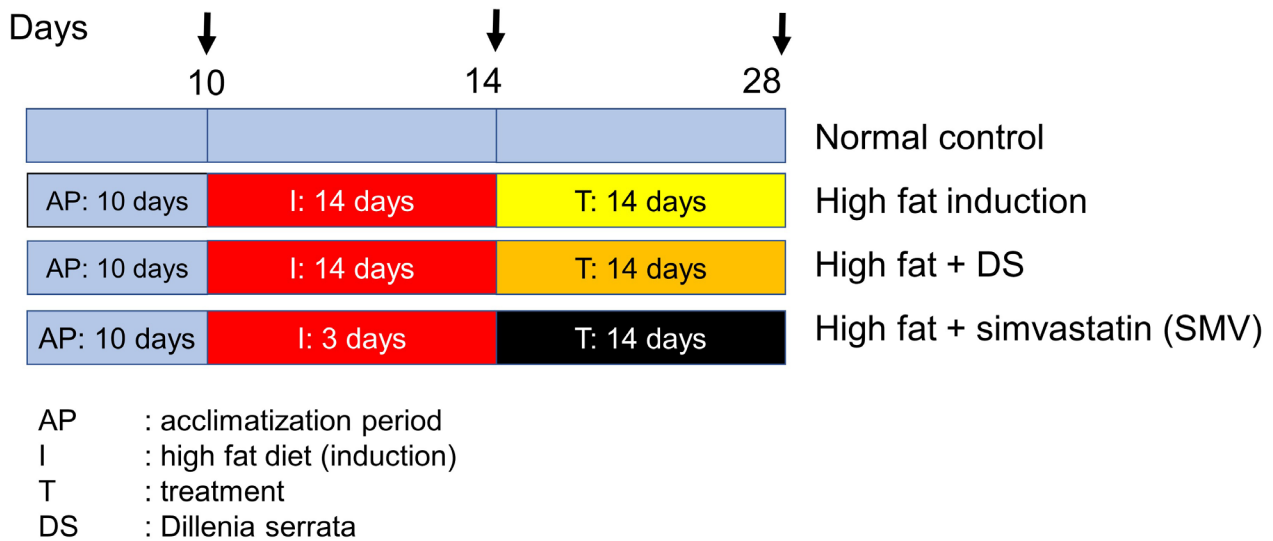 Days
10 14 28
Normal control
AP: 10 days I: 14 days T: 14 days High fat induction
AP: 10 days I: 14 days T: 14 days High fat + DS
AP: 10 days I: 3 days T: 14 days High fat + simvastatin (SMV)
AP : acclimatization period
I : high fat diet (induction)
T : treatment
DS : Dillenia serrata